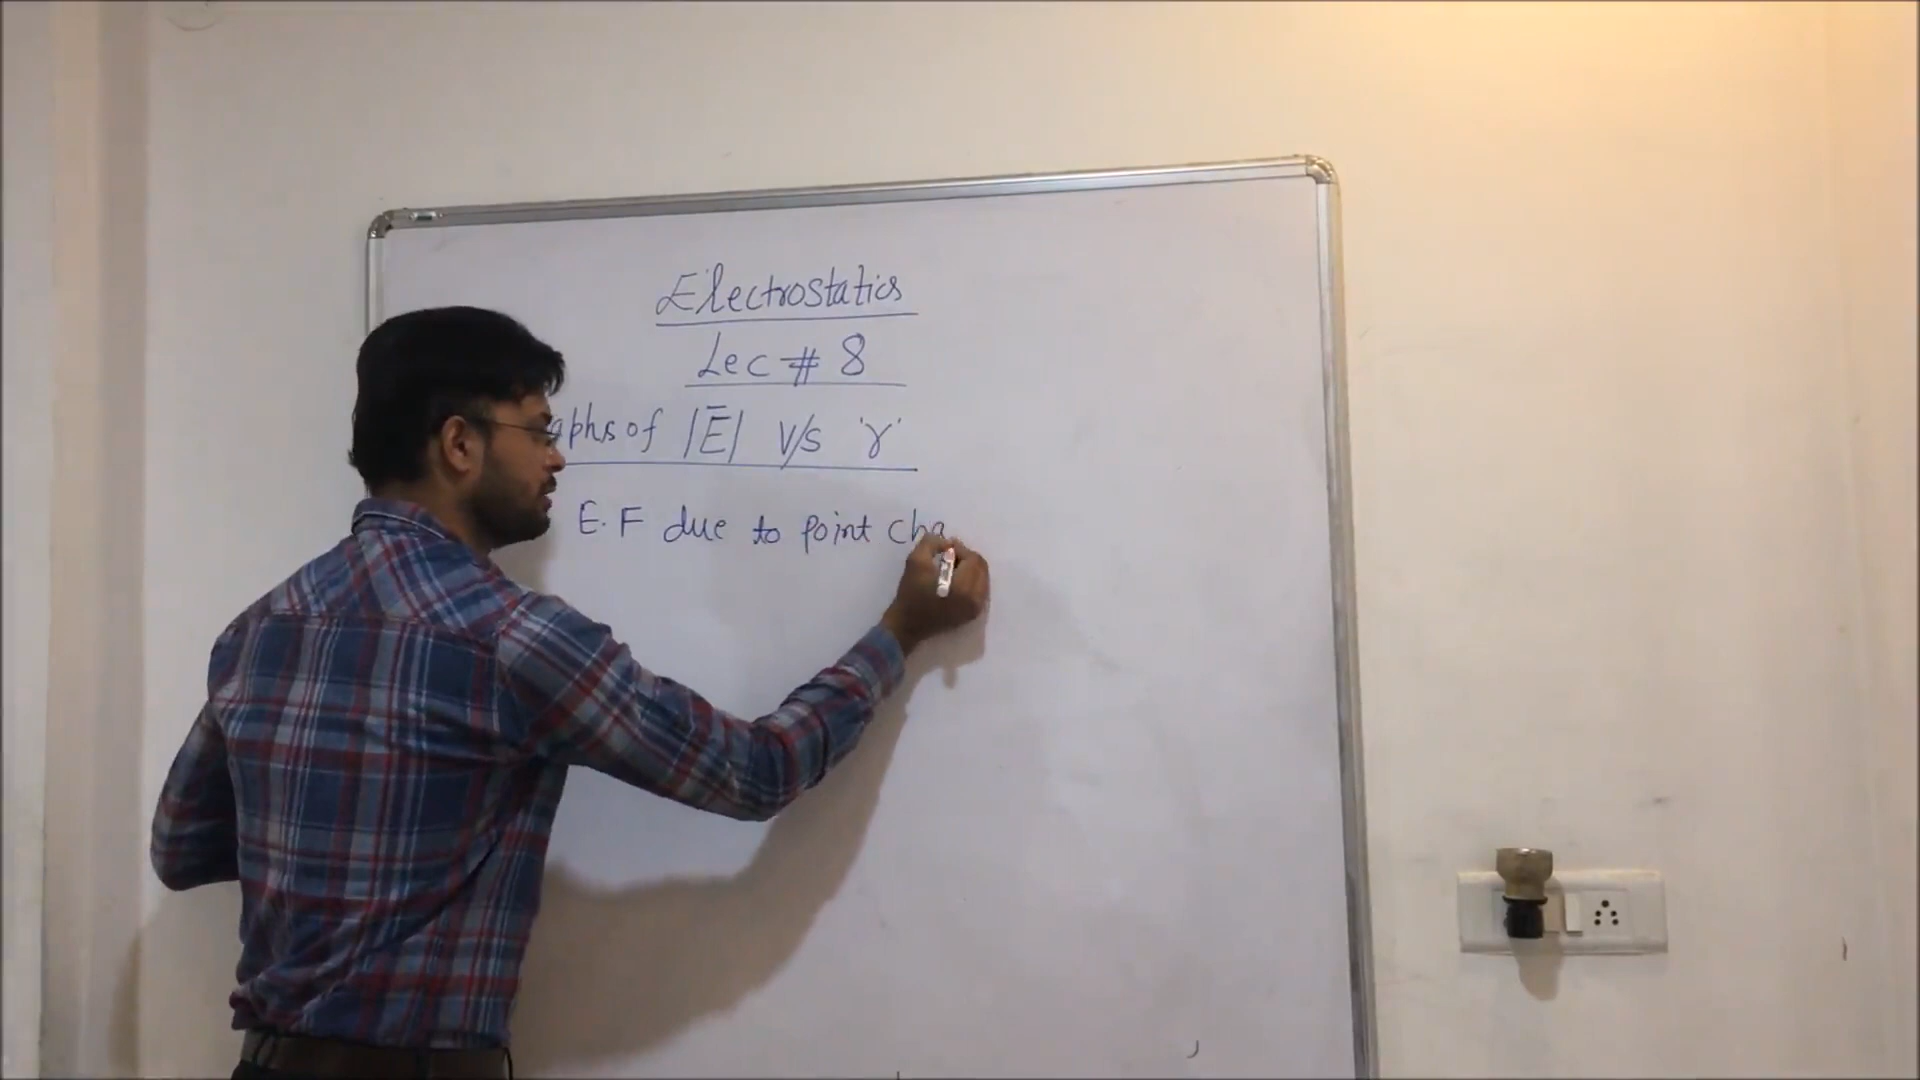 Electrostatics
Lec # 8
aphs of |E̅| V/s 'r'
E.F due to point cha